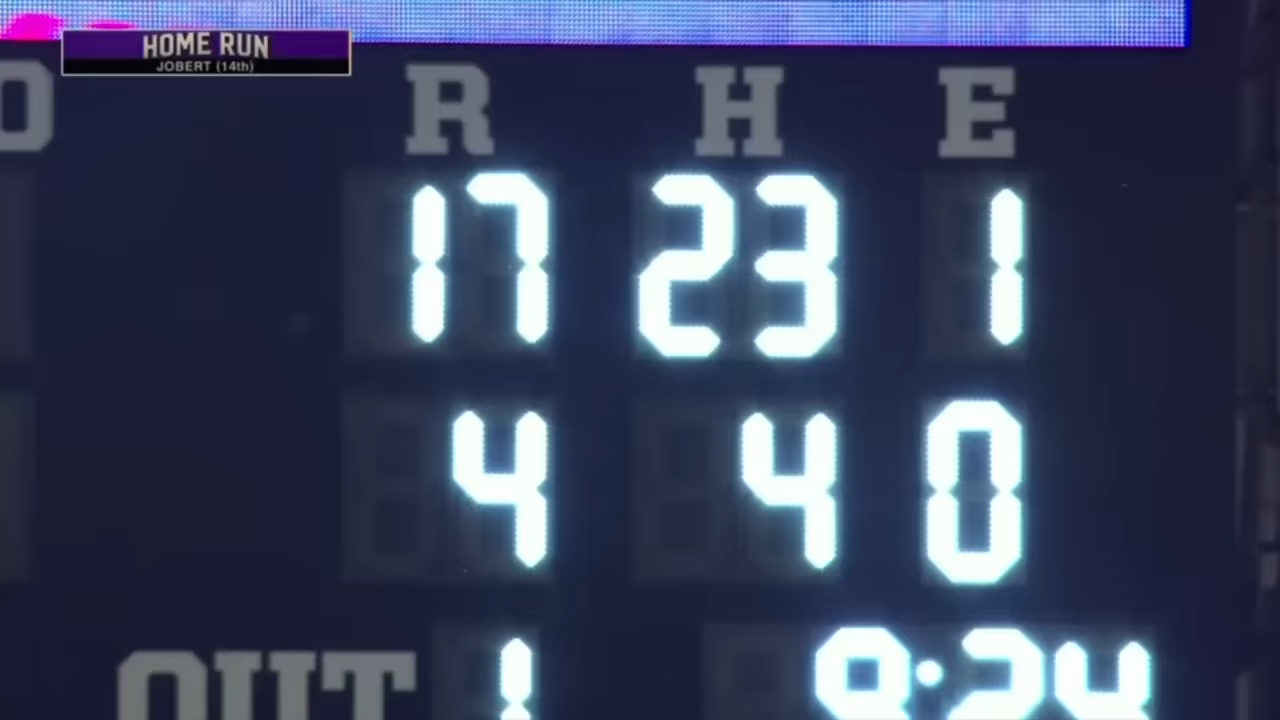 HOME RUN
JOBERT (14th)
R H E
17 23 1
4 4 0
OUT 1